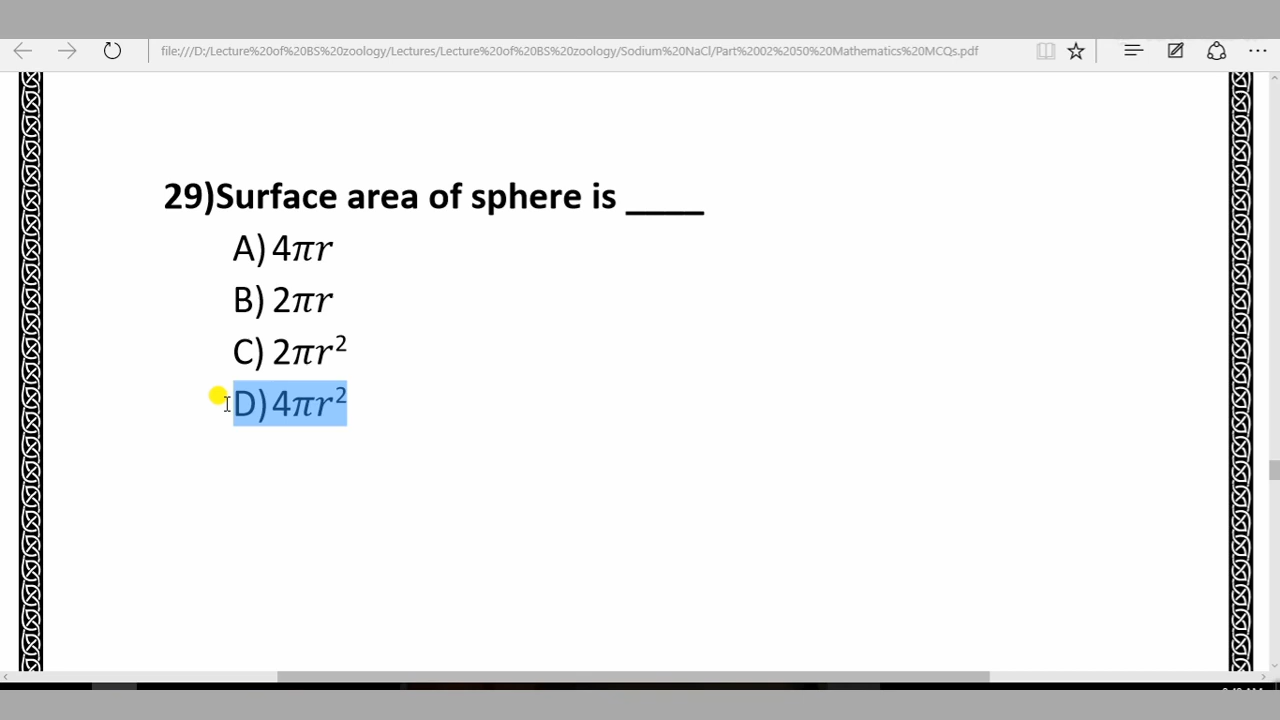 file:///D:/Lecture%20of%20BS%20zoology/Lectures/Lecture%20of%20BS%20zoology/Sodium%20NaCl/Part%2002%2050%20Mathematics%20MCQs.pdf
29)Surface area of sphere is ____
A) 4𝜋𝑟
B) 2𝜋𝑟
C) 2𝜋𝑟²
D) 4𝜋𝑟²